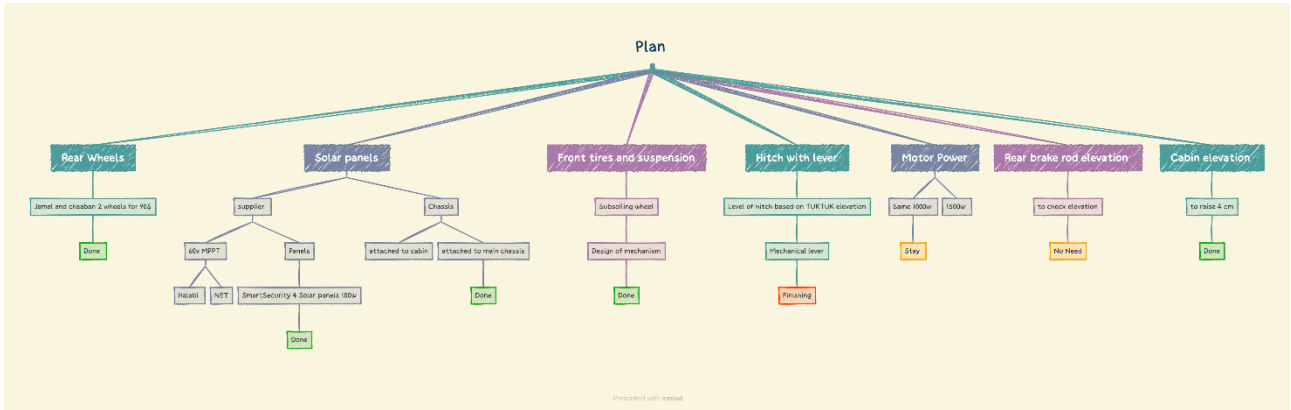 Plan
Rear Wheels
Solar panels
Front tires and suspension
Hitch with lever
Motor Power
Rear brake rod elevation
Cabin elevation
Jamal and chaaban 2 wheels for 90$
supplier
Chassis
Subsoiling wheel
Level of hitch based on TUKTUK elevation
Same 1000w
1500w
to check elevation
to raise 4 cm
Done
60v MPPT
Panels
attached to cabin
attached to main chassis
Design of mechanism
Mechanical lever
Stay
No Need
Done
Halabi
NET
SmartSecurity 4 Solar panels 180w
Done
Done
Finishing
Done
Presented with xmind